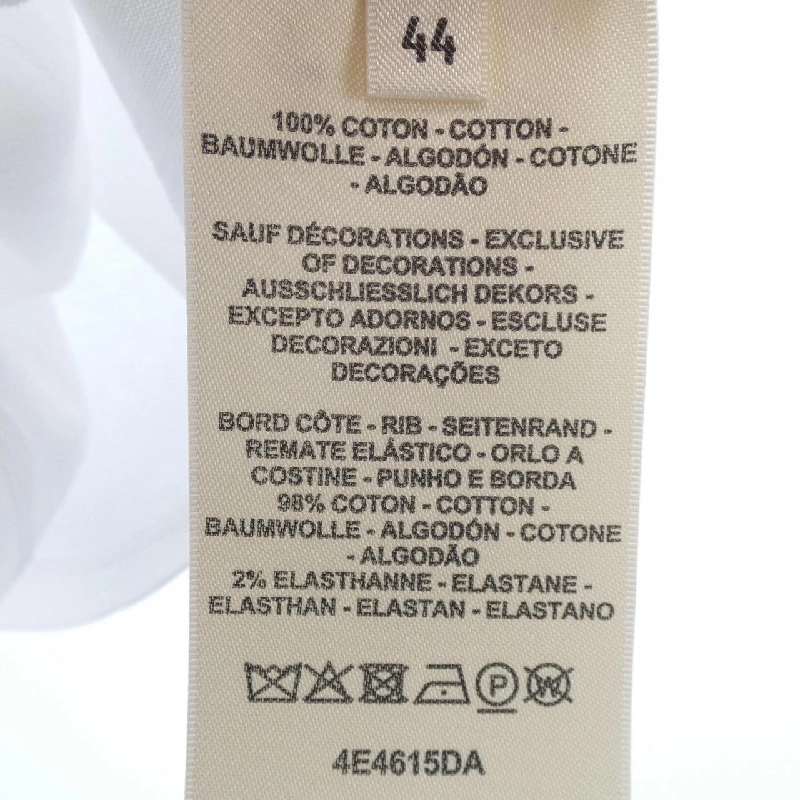 44
100% COTON - COTTON -
BAUMWOLLE - ALGODÓN - COTONE
- ALGODÃO
SAUF DÉCORATIONS - EXCLUSIVE
OF DECORATIONS -
AUSSCHLIESSLICH DEKORS -
EXCEPTO ADORNOS - ESCLUSE
DECORAZIONI - EXCETO
DECORAÇÕES
BORD CÔTE - RIB - SEITENRAND -
REMATE ELÁSTICO - ORLO A
COSTINE - PUNHO E BORDA
98% COTON - COTTON -
BAUMWOLLE - ALGODÓN - COTONE
- ALGODÃO
2% ELASTHANNE - ELASTANE -
ELASTHAN - ELASTAN - ELASTANO
P W
4E4615DA